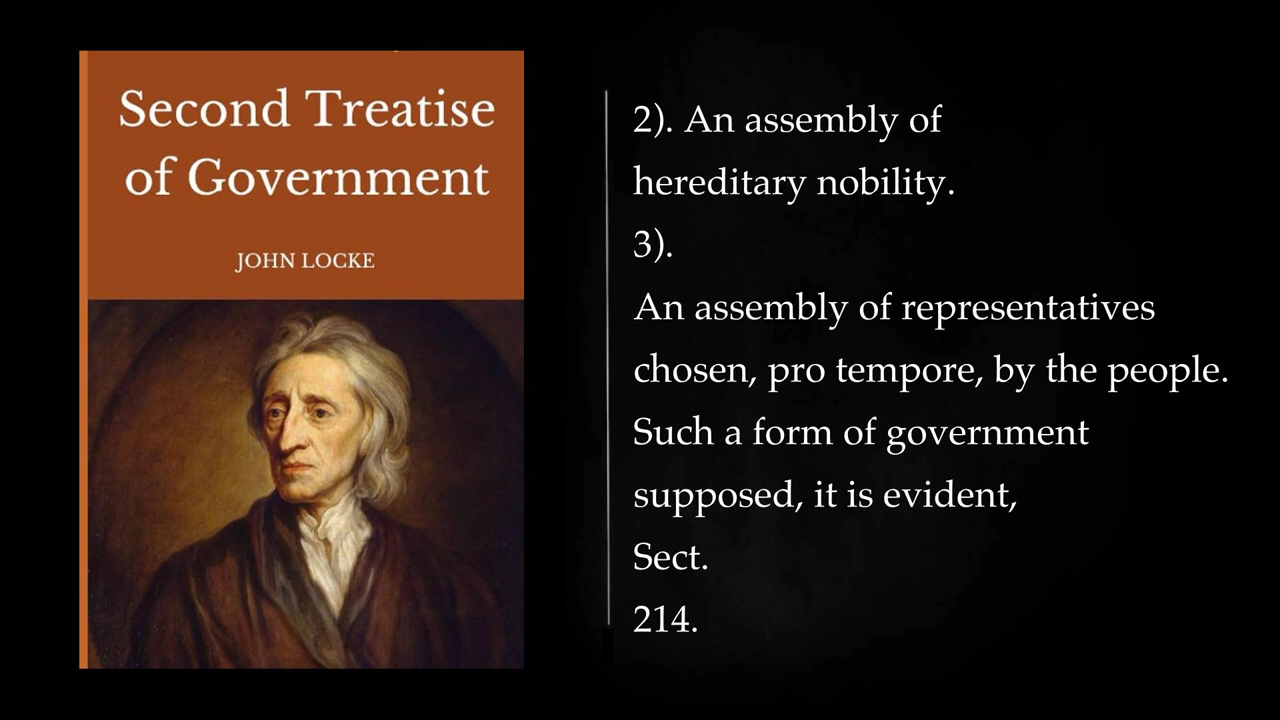 Second Treatise
of Government
JOHN LOCKE
2). An assembly of
hereditary nobility.
3).
An assembly of representatives
chosen, pro tempore, by the people.
Such a form of government
supposed, it is evident,
Sect.
214.